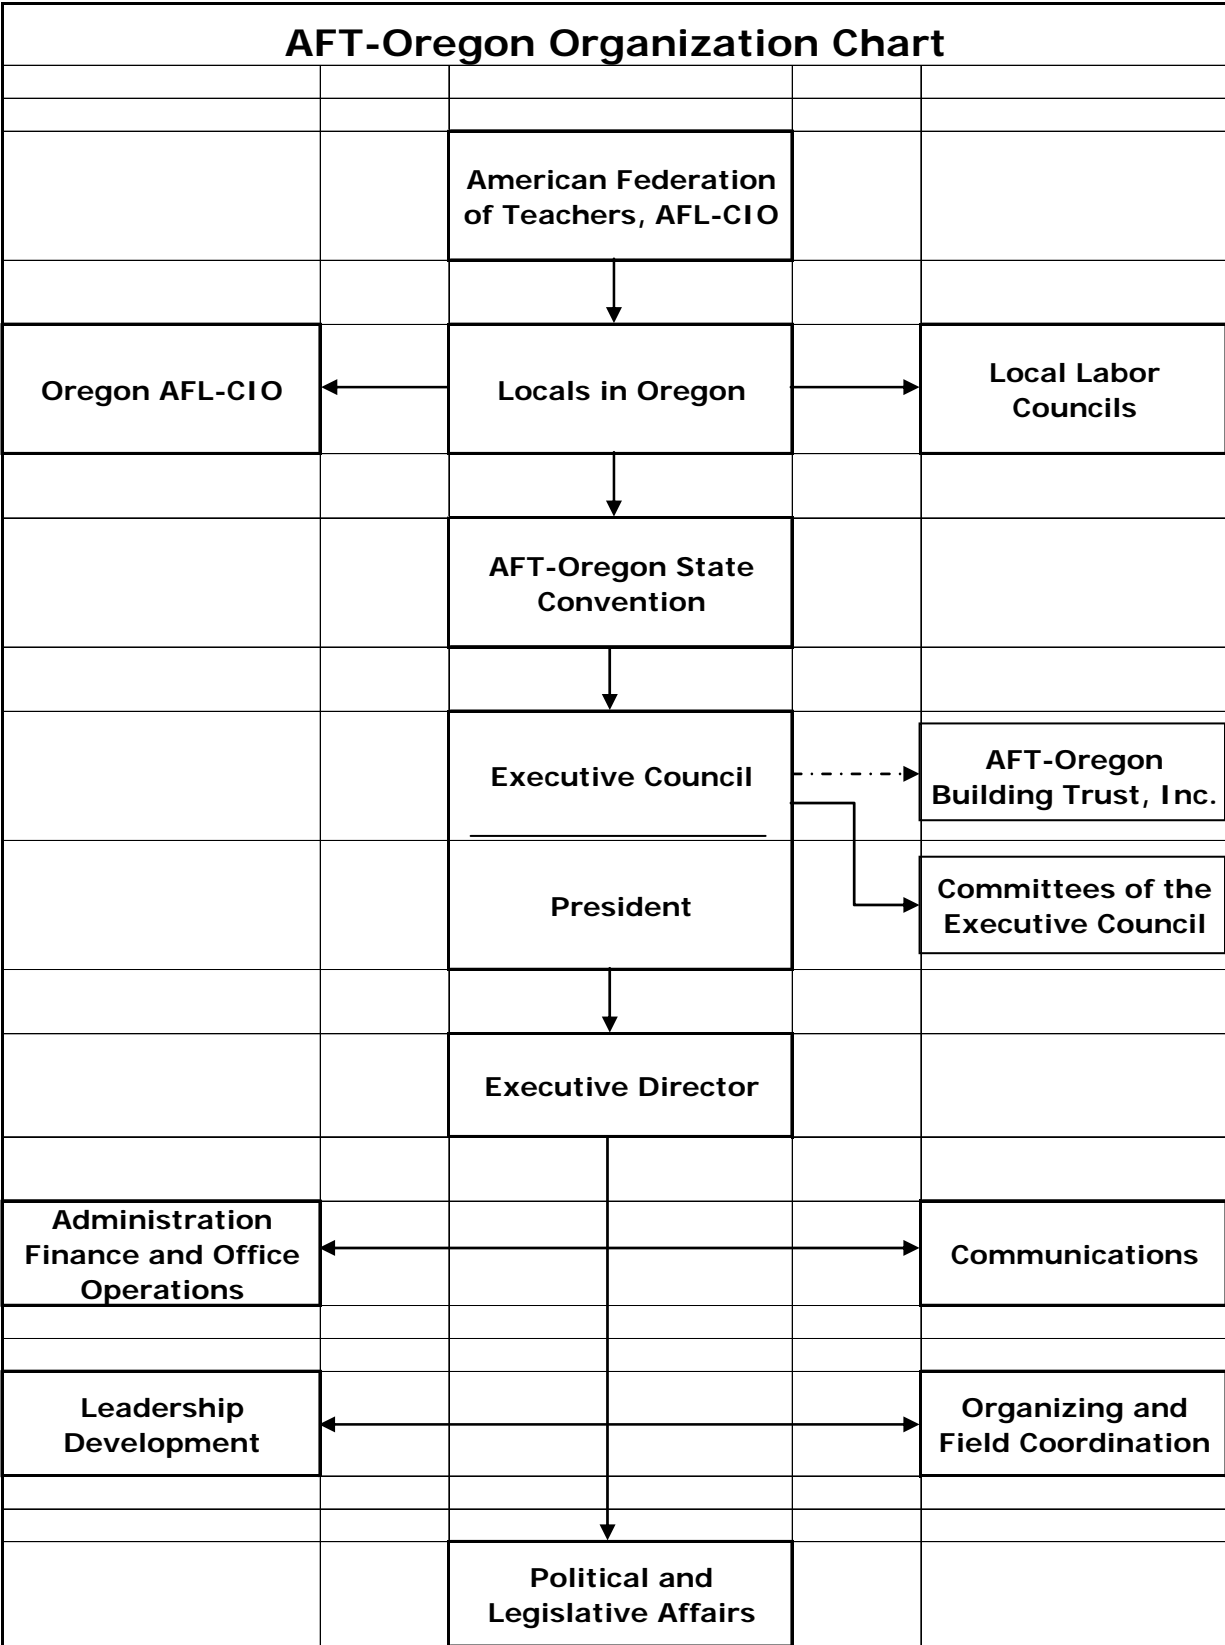 AFT-Oregon Organization Chart
American Federation
of Teachers, AFL-CIO
Oregon AFL-CIO
Locals in Oregon
Local Labor
Councils
AFT-Oregon State
Convention
Executive Council
AFT-Oregon
Building Trust, Inc.
President
Committees of the
Executive Council
Executive Director
Administration
Finance and Office
Operations
Communications
Leadership
Development
Organizing and
Field Coordination
Political and
Legislative Affairs